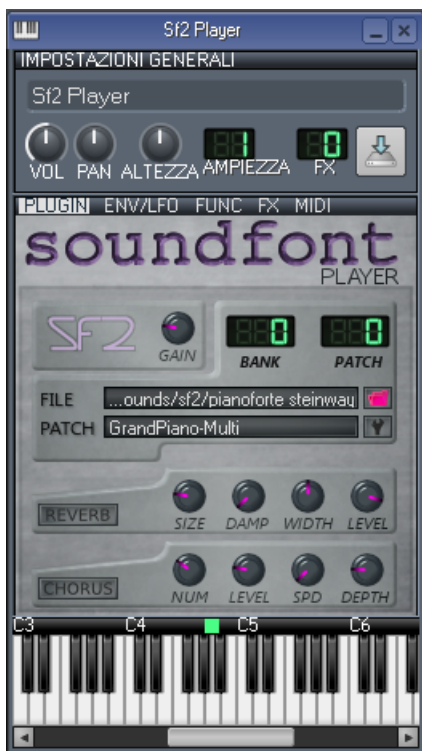 Sf2 Player
IMPOSTAZIONI GENERALI
Sf2 Player
1 0
VOL PAN ALTEZZA AMPIEZZA FX
PLUGIN ENV/LFO FUNC FX MIDI
soundfont
PLAYER
SF2 0 0
GAIN BANK PATCH
FILE ...ounds/sf2/pianoforte steinway
PATCH GrandPiano-Multi
REVERB
SIZE DAMP WIDTH LEVEL
CHORUS
NUM LEVEL SPD DEPTH
C3 C4 C5 C6